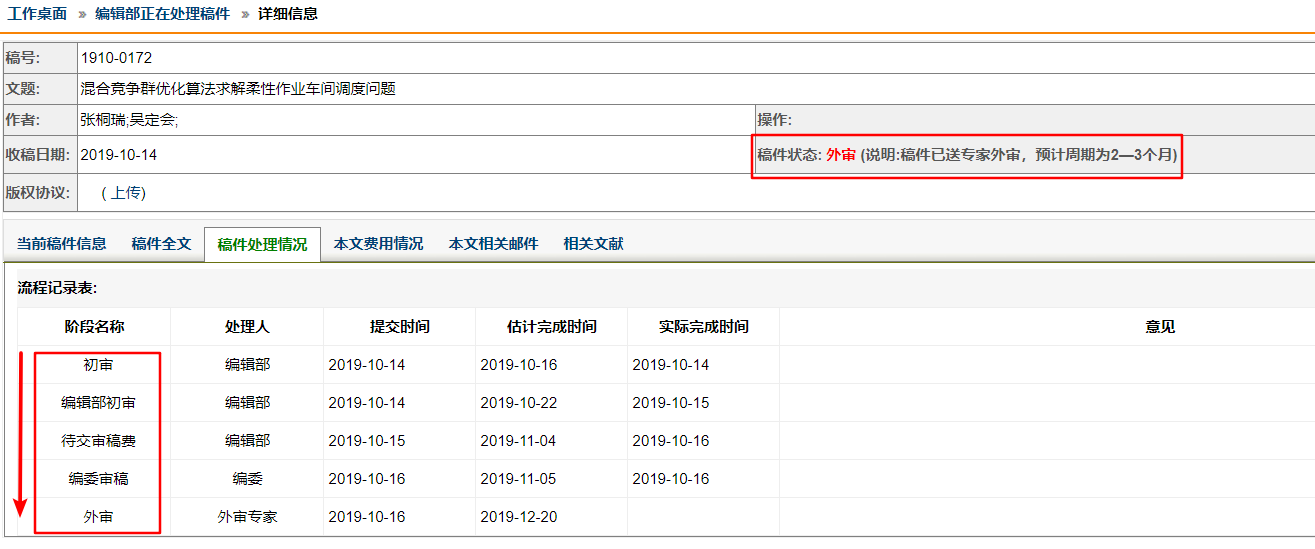 工作桌面 » 编辑部正在处理稿件 » 详细信息
稿号: 1910-0172
文题: 混合竞争群优化算法求解柔性作业车间调度问题
作者: 张桐瑞;吴定会; 操作:
收稿日期: 2019-10-14 稿件状态: 外审 (说明:稿件已送专家外审，预计周期为2—3个月)
版权协议: ( 上传)
当前稿件信息 稿件全文 稿件处理情况 本文费用情况 本文相关邮件 相关文献
流程记录表:
阶段名称 处理人 提交时间 估计完成时间 实际完成时间 意见
初审 编辑部 2019-10-14 2019-10-16 2019-10-14
编辑部初审 编辑部 2019-10-14 2019-10-22 2019-10-15
待交审稿费 编辑部 2019-10-15 2019-11-04 2019-10-16
编委审稿 编委 2019-10-16 2019-11-05 2019-10-16
外审 外审专家 2019-10-16 2019-12-20